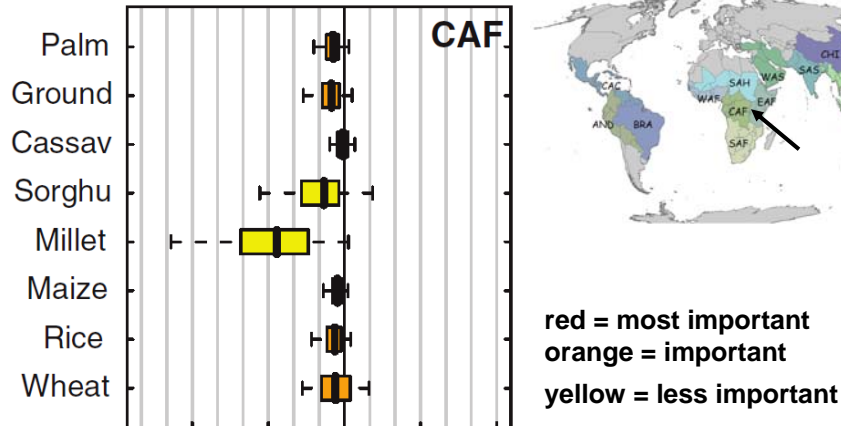 CAF
Palm
Ground
Cassav
Sorghu
Millet
Maize
Rice
Wheat
CHI
WAS
SAS
CAC
SAH
WAF
EAF
CAF
AND
BRA
SAF
red = most important
orange = important
yellow = less important